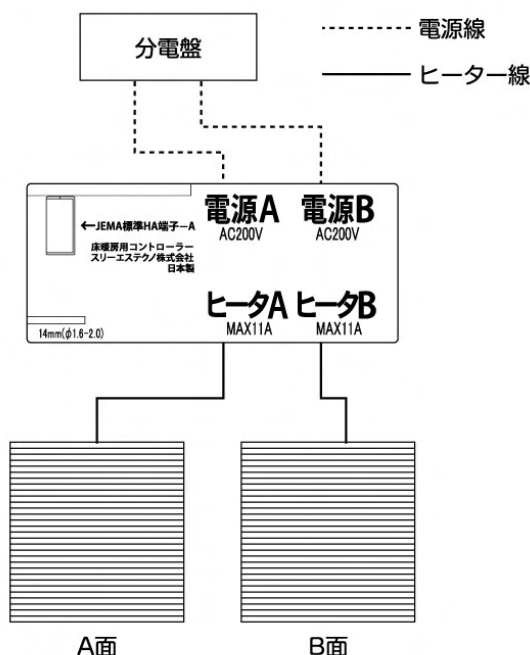 分電盤
電源線
ヒーター線
電源A 電源B
AC200V AC200V
←JEMA標準HA端子-A
床暖房用コントローラー
スリーエステクノ株式会社
日本製
ヒータA ヒータB
MAX11A MAX11A
14mm(φ1.6-2.0)
A面 B面